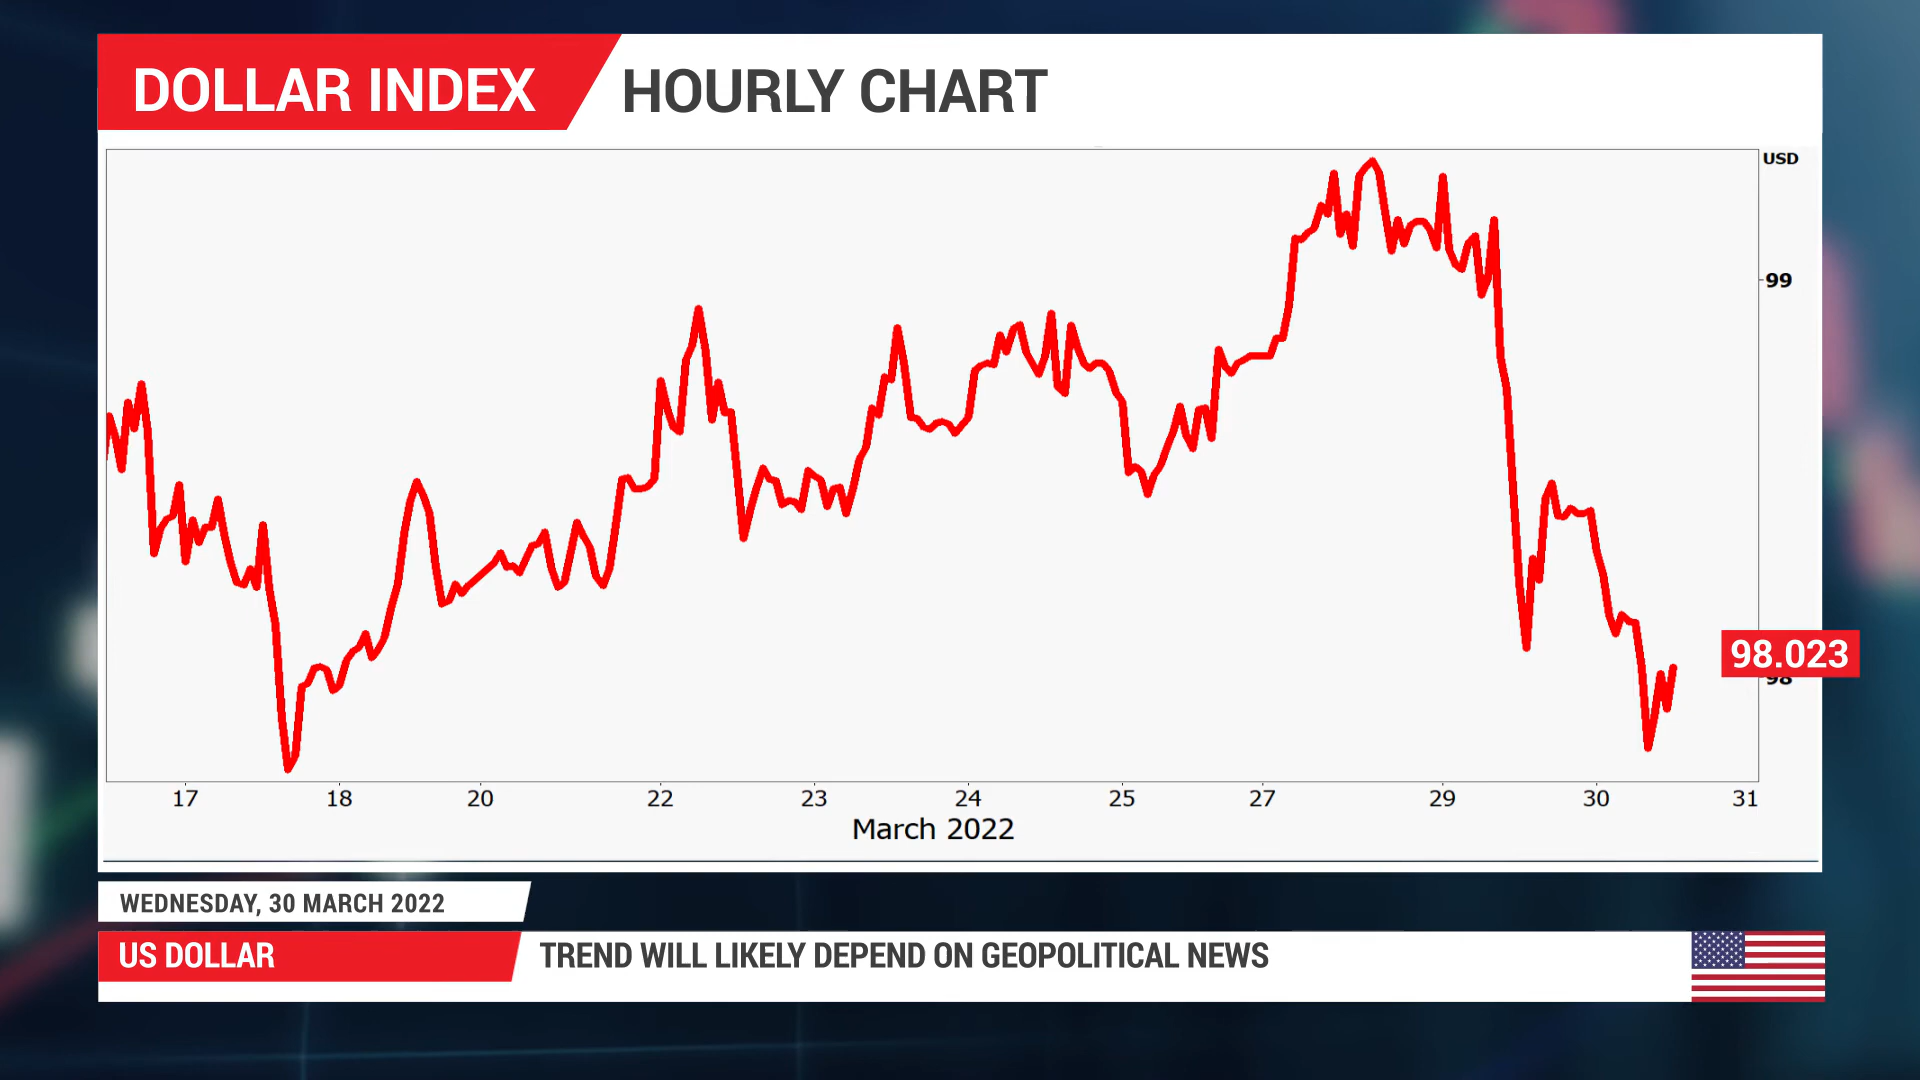 DOLLAR INDEX HOURLY CHART
USD
99
98.023
98
17 18 20 22 23 24 25 27 29 30 31
March 2022
WEDNESDAY, 30 MARCH 2022
US DOLLAR TREND WILL LIKELY DEPEND ON GEOPOLITICAL NEWS